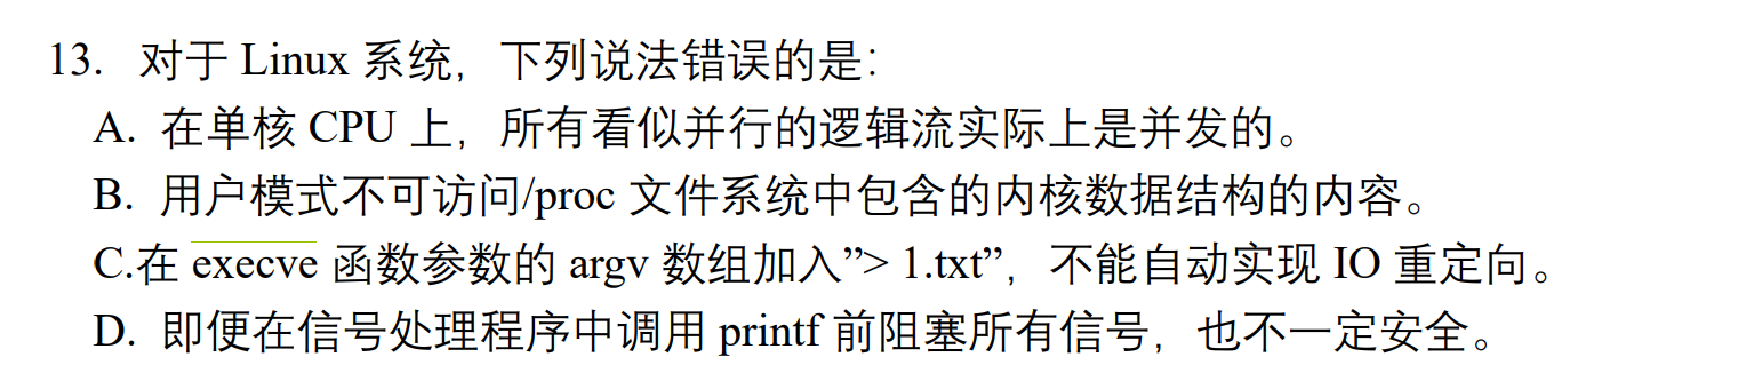 13. 对于 Linux 系统，下列说法错误的是：
A. 在单核 CPU 上，所有看似并行的逻辑流实际上是并发的。
B. 用户模式不可访问/proc 文件系统中包含的内核数据结构的内容。
C.在 execve 函数参数的 argv 数组加入”> 1.txt”，不能自动实现 IO 重定向。
D. 即便在信号处理程序中调用 printf 前阻塞所有信号，也不一定安全。